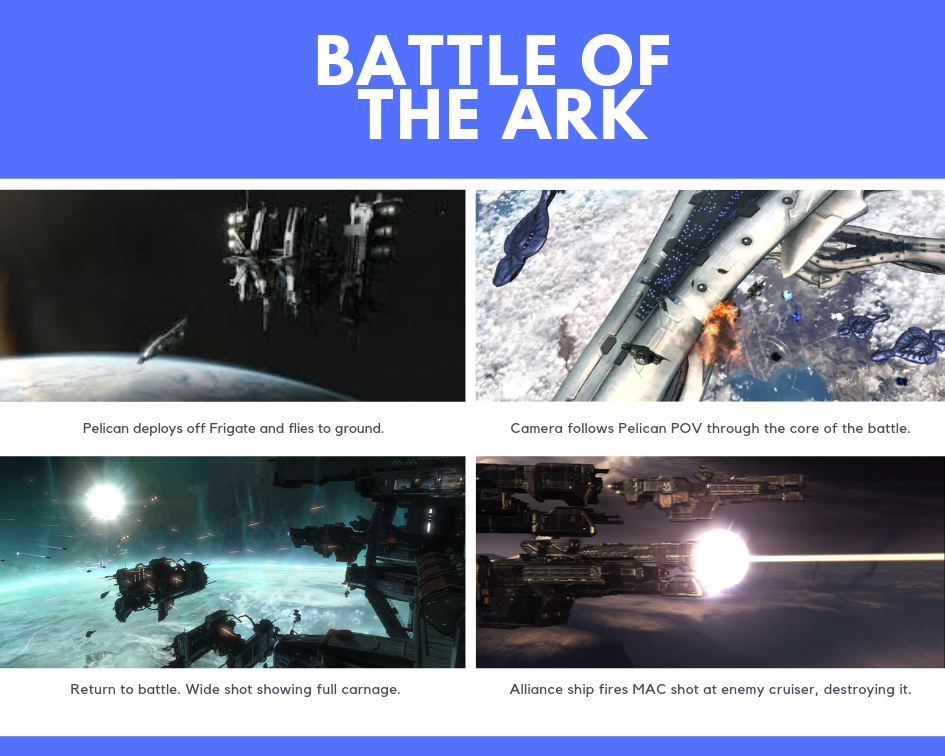 BATTLE OF
THE ARK
Pelican deploys off Frigate and flies to ground.
Camera follows Pelican POV through the core of the battle.
Return to battle. Wide shot showing full carnage.
Alliance ship fires MAC shot at enemy cruiser, destroying it.